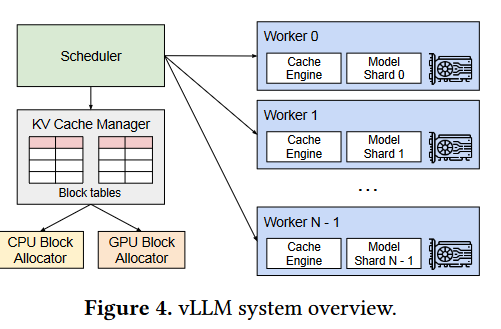 Scheduler
KV Cache Manager
Block tables
CPU Block
Allocator
GPU Block
Allocator
Worker 0
Cache
Engine
Model
Shard 0
Worker 1
Cache
Engine
Model
Shard 1
...
Worker N - 1
Cache
Engine
Model
Shard N - 1
Figure 4. vLLM system overview.